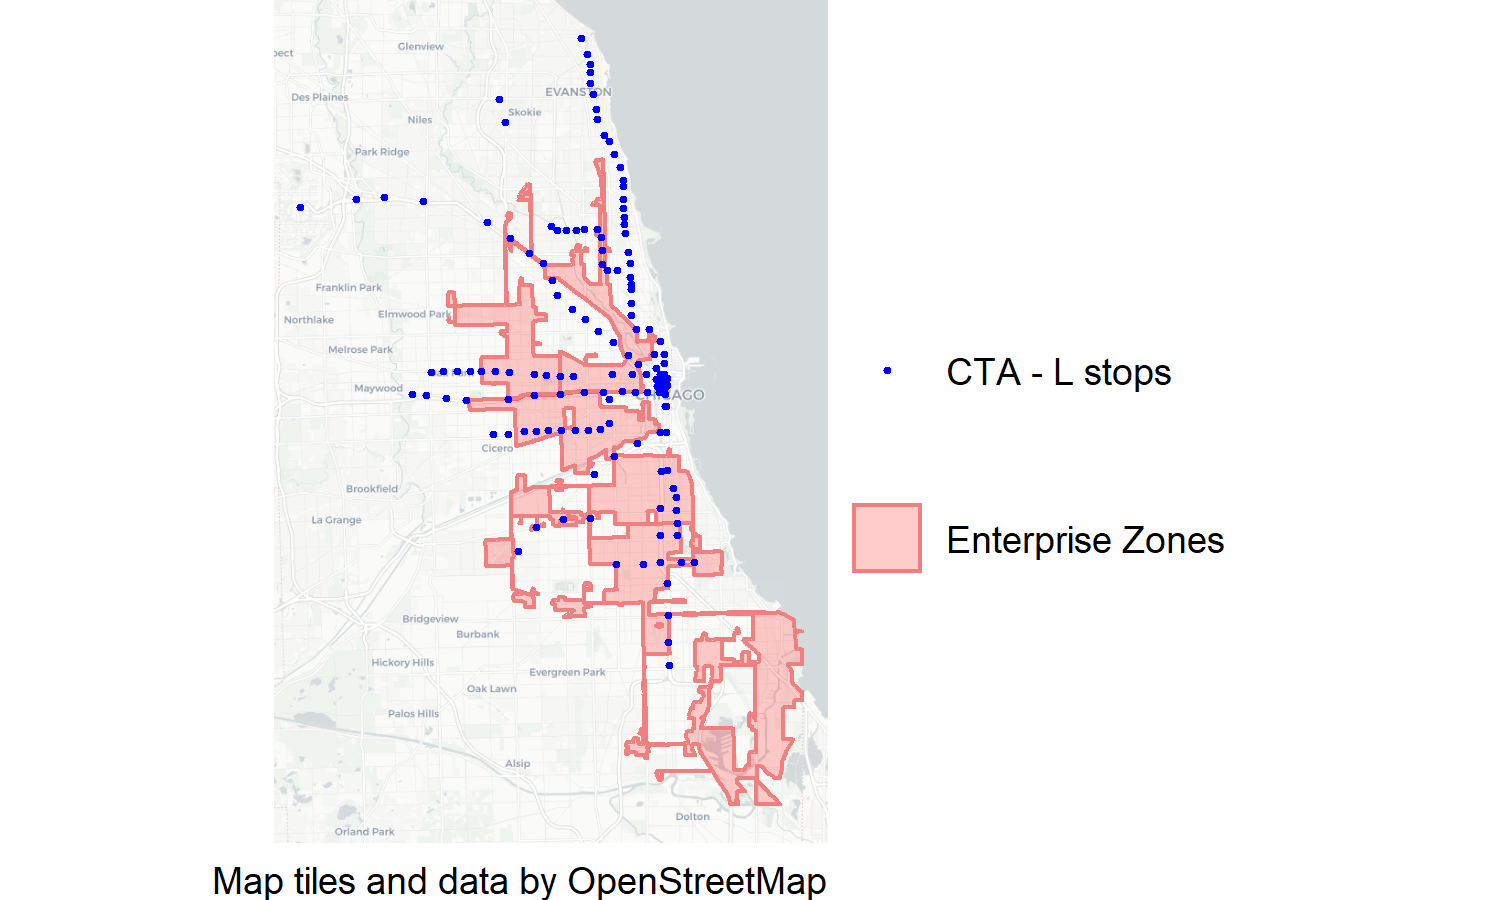 Glenview
pect
EVANSTON
Des Plaines
Skokie
Niles
Park Ridge
Franklin Park
Elmwood Park
Northlake
Melrose Park
Maywood
CHICAGO
Cicero
Brookfield
La Grange
Bridgeview
Burbank
Hickory Hills
Evergreen Park
Oak Lawn
Palos Hills
Alsip
Dolton
Orland Park
CTA - L stops
Enterprise Zones
Map tiles and data by OpenStreetMap